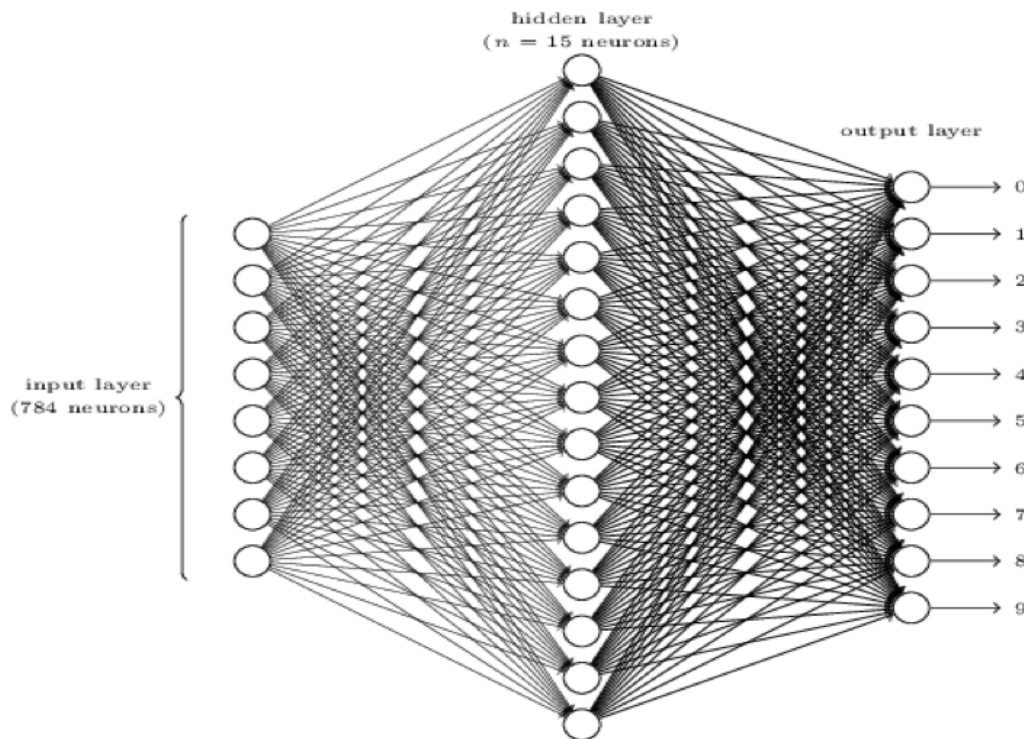 hidden layer
(n = 15 neurons)
output layer
0
1
2
3
input layer
(784 neurons)
4
5
6
7
8
9